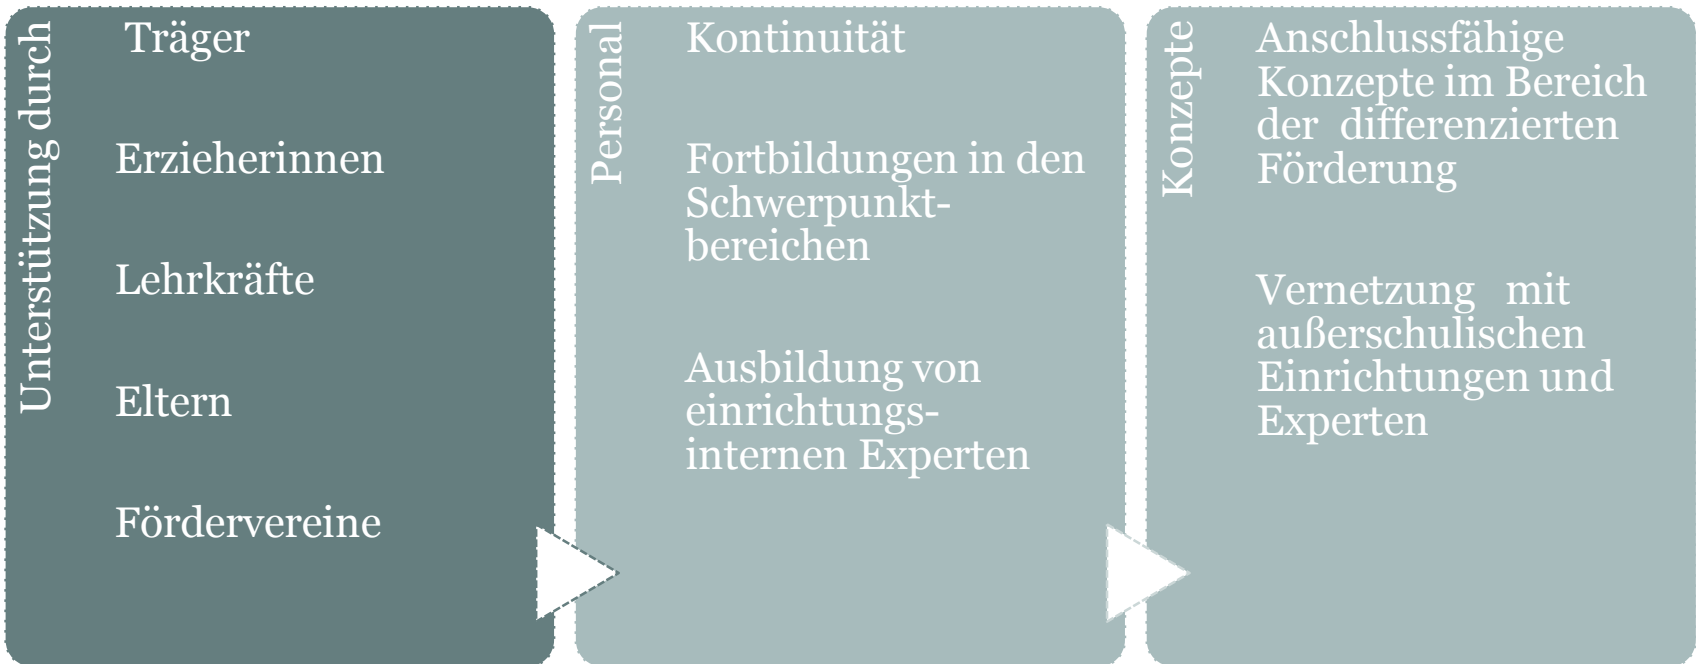 Unterstützung durch
Träger
Erzieherinnen
Lehrkräfte
Eltern
Fördervereine
Personal
Kontinuität
Fortbildungen in den
Schwerpunkt-
bereichen
Ausbildung von
einrichtungs-
internen Experten
Konzepte
Anschlussfähige
Konzepte im Bereich
der differenzierten
Förderung
Vernetzung mit
außerschulischen
Einrichtungen und
Experten